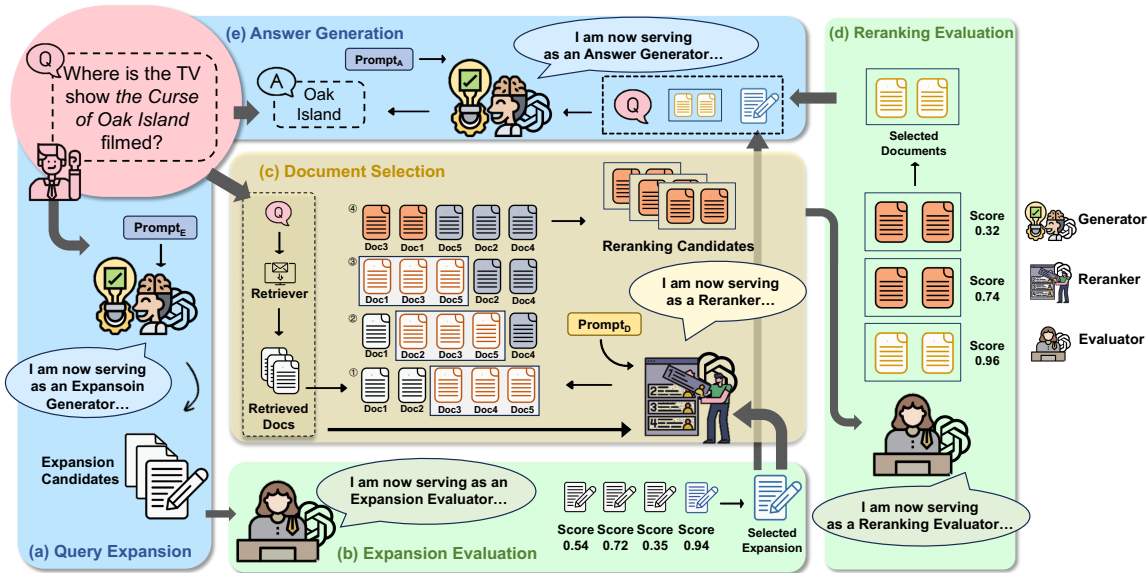 (e) Answer Generation
Q
Where is the TV
show the Curse
of Oak Island
filmed?
A
Oak
Island
Prompt_A
I am now serving
as an Answer Generator…
Q
(d) Reranking Evaluation
Selected
Documents
Score
0.32
Score
0.74
Score
0.96
I am now serving
as a Reranking Evaluator…
Generator
Reranker
Evaluator
(c) Document Selection
Q
Retriever
Retrieved
Docs
④
Doc3 Doc1 Doc5 Doc2 Doc4
③
Doc1 Doc3 Doc5 Doc2 Doc4
②
Doc1 Doc2 Doc3 Doc5 Doc4
①
Doc1 Doc2 Doc3 Doc4 Doc5
Reranking Candidates
I am now serving
as a Reranker…
Prompt_D
1
2
3
4
Prompt_E
I am now serving
as an Expansoin
Generator…
Expansion
Candidates
(a) Query Expansion
I am now serving as an
Expansion Evaluator…
(b) Expansion Evaluation
Score Score Score Score
0.54 0.72 0.35 0.94
Selected
Expansion